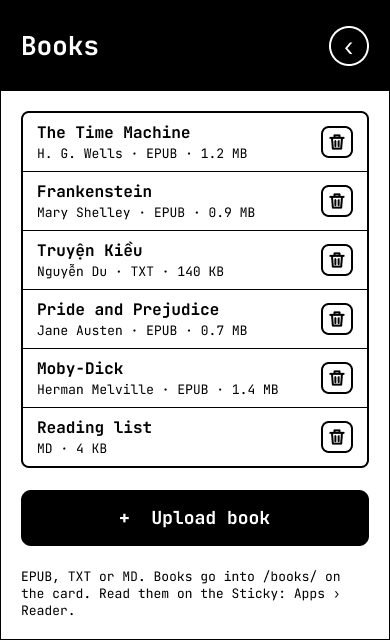 Books
‹
The Time Machine
H. G. Wells · EPUB · 1.2 MB
Frankenstein
Mary Shelley · EPUB · 0.9 MB
Truyện Kiều
Nguyễn Du · TXT · 140 KB
Pride and Prejudice
Jane Austen · EPUB · 0.7 MB
Moby-Dick
Herman Melville · EPUB · 1.4 MB
Reading list
MD · 4 KB
+ Upload book
EPUB, TXT or MD. Books go into /books/ on
the card. Read them on the Sticky: Apps ›
Reader.